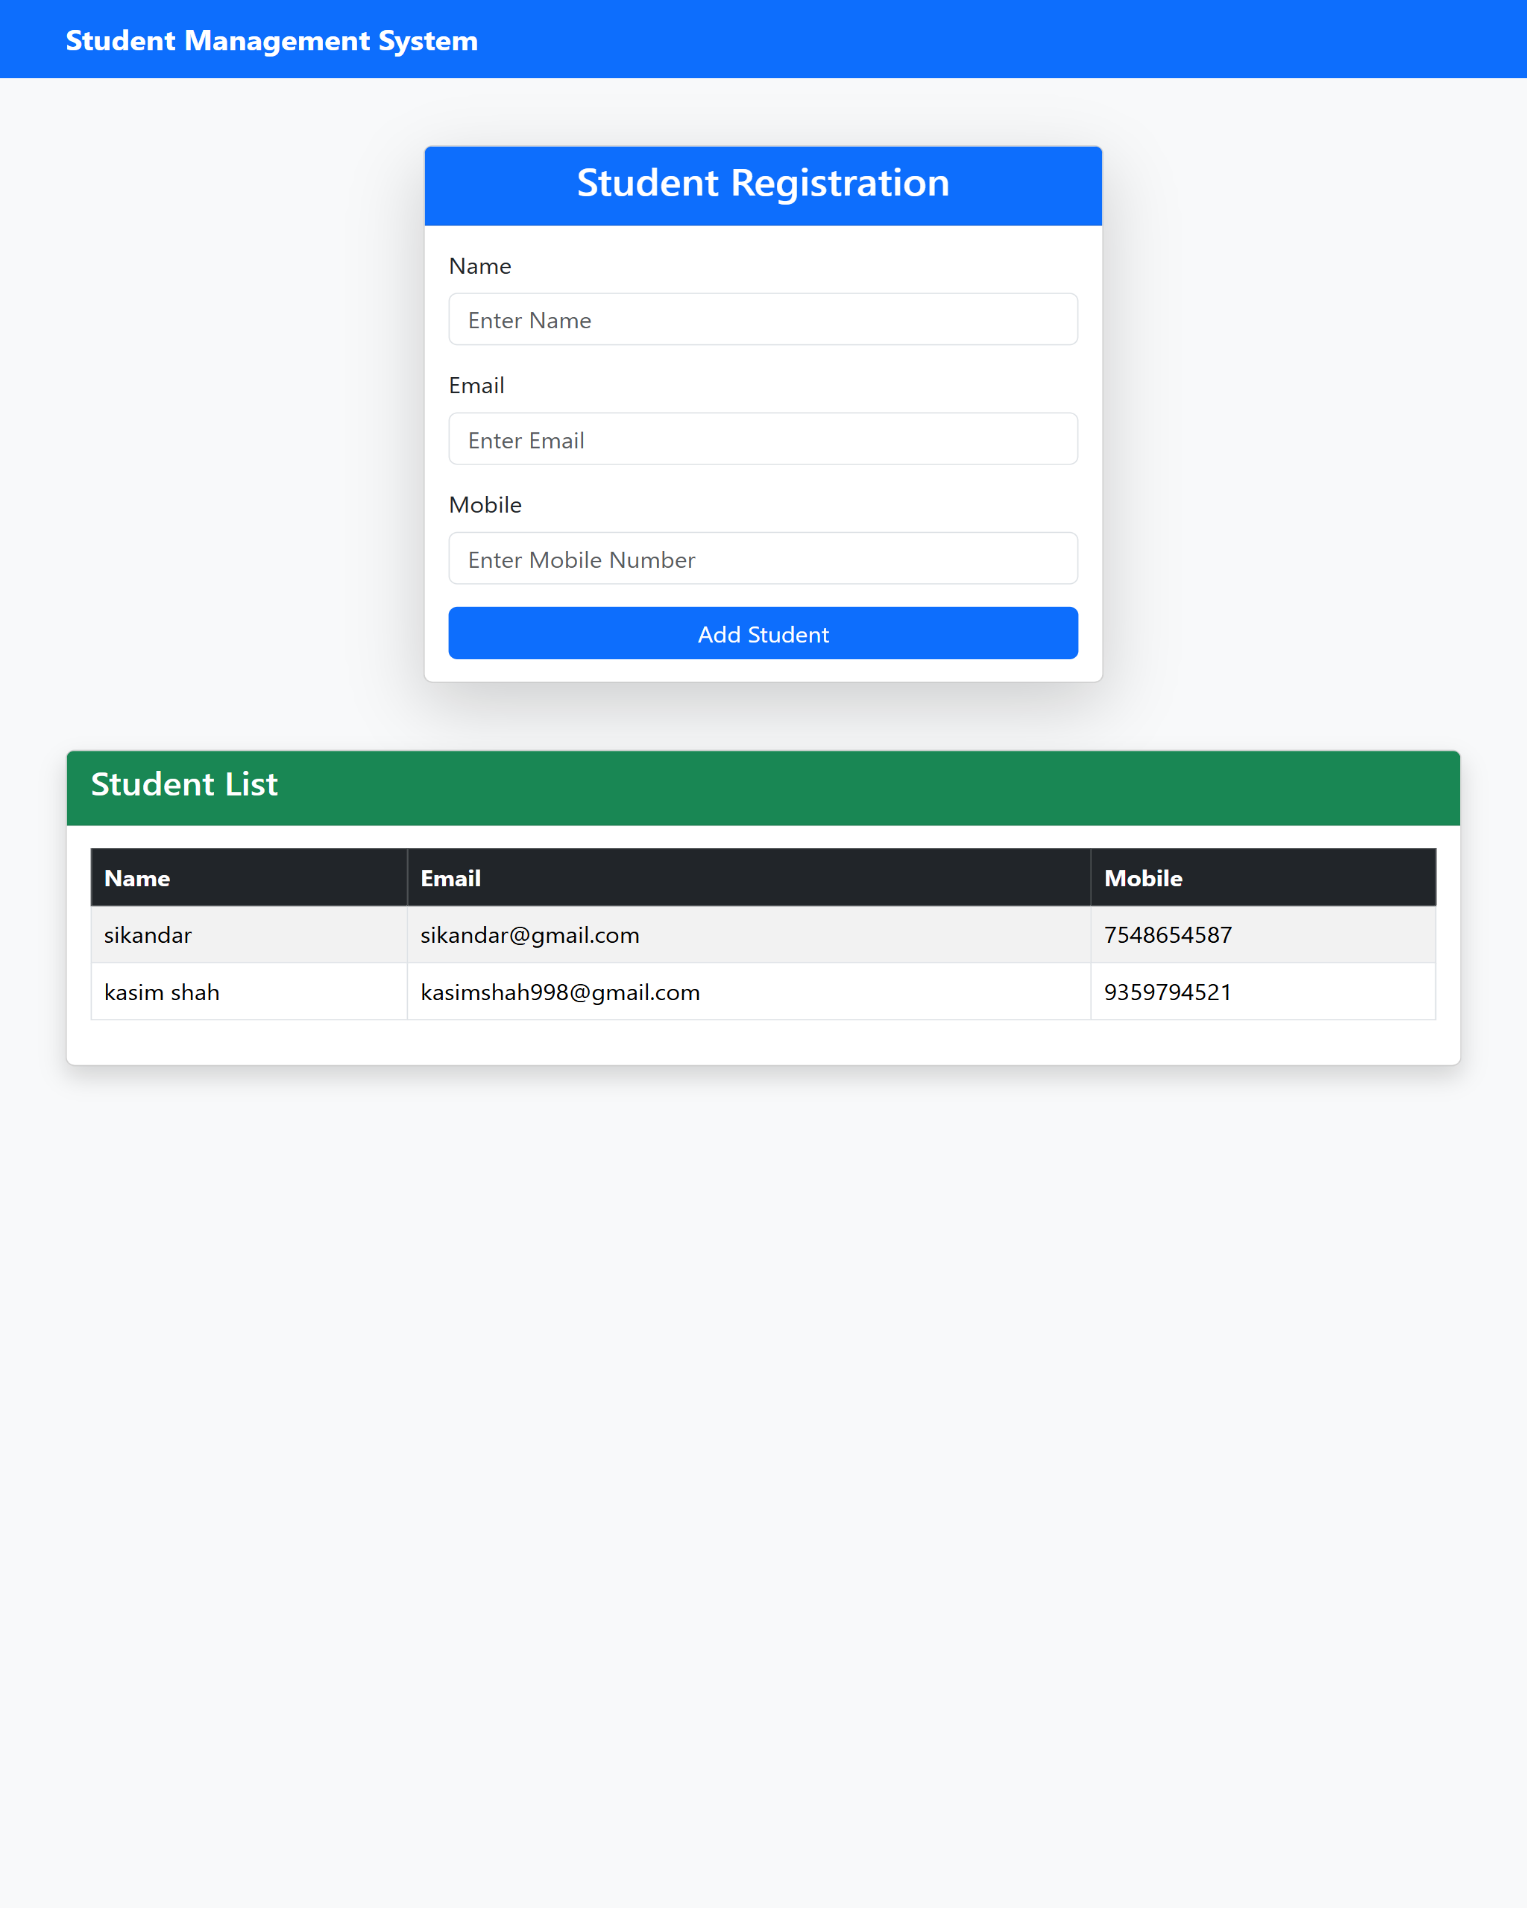 Student Management System
Student Registration
Name
Enter Name
Email
Enter Email
Mobile
Enter Mobile Number
Add Student
Student List
Name Email Mobile
sikandar sikandar@gmail.com 7548654587
kasim shah kasimshah998@gmail.com 9359794521